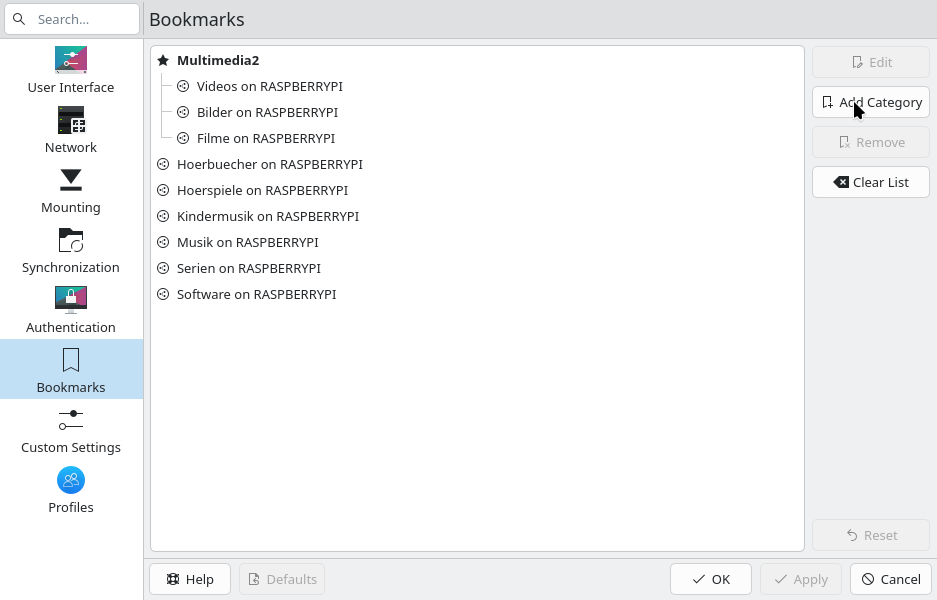 Search...
Bookmarks
User Interface
Network
Mounting
Synchronization
Authentication
Bookmarks
Custom Settings
Profiles
Multimedia2
Videos on RASPBERRYPI
Bilder on RASPBERRYPI
Filme on RASPBERRYPI
Hoerbuecher on RASPBERRYPI
Hoerspiele on RASPBERRYPI
Kindermusik on RASPBERRYPI
Musik on RASPBERRYPI
Serien on RASPBERRYPI
Software on RASPBERRYPI
Edit
Add Category
Remove
Clear List
Reset
Help
Defaults
OK
Apply
Cancel